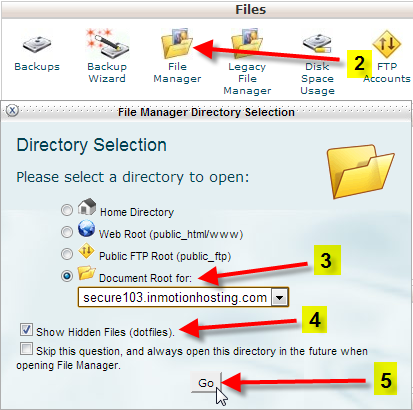 Files
Backups
Backup Wizard
File Manager
Legacy File Manager
Disk Space Usage
FTP Accounts
2
File Manager Directory Selection
Directory Selection
Please select a directory to open:
Home Directory
Web Root (public_html/www)
Public FTP Root (public_ftp)
Document Root for:
3
secure103.inmotionhosting.com
Show Hidden Files (dotfiles).
4
Skip this question, and always open this directory in the future when
opening File Manager.
Go
5